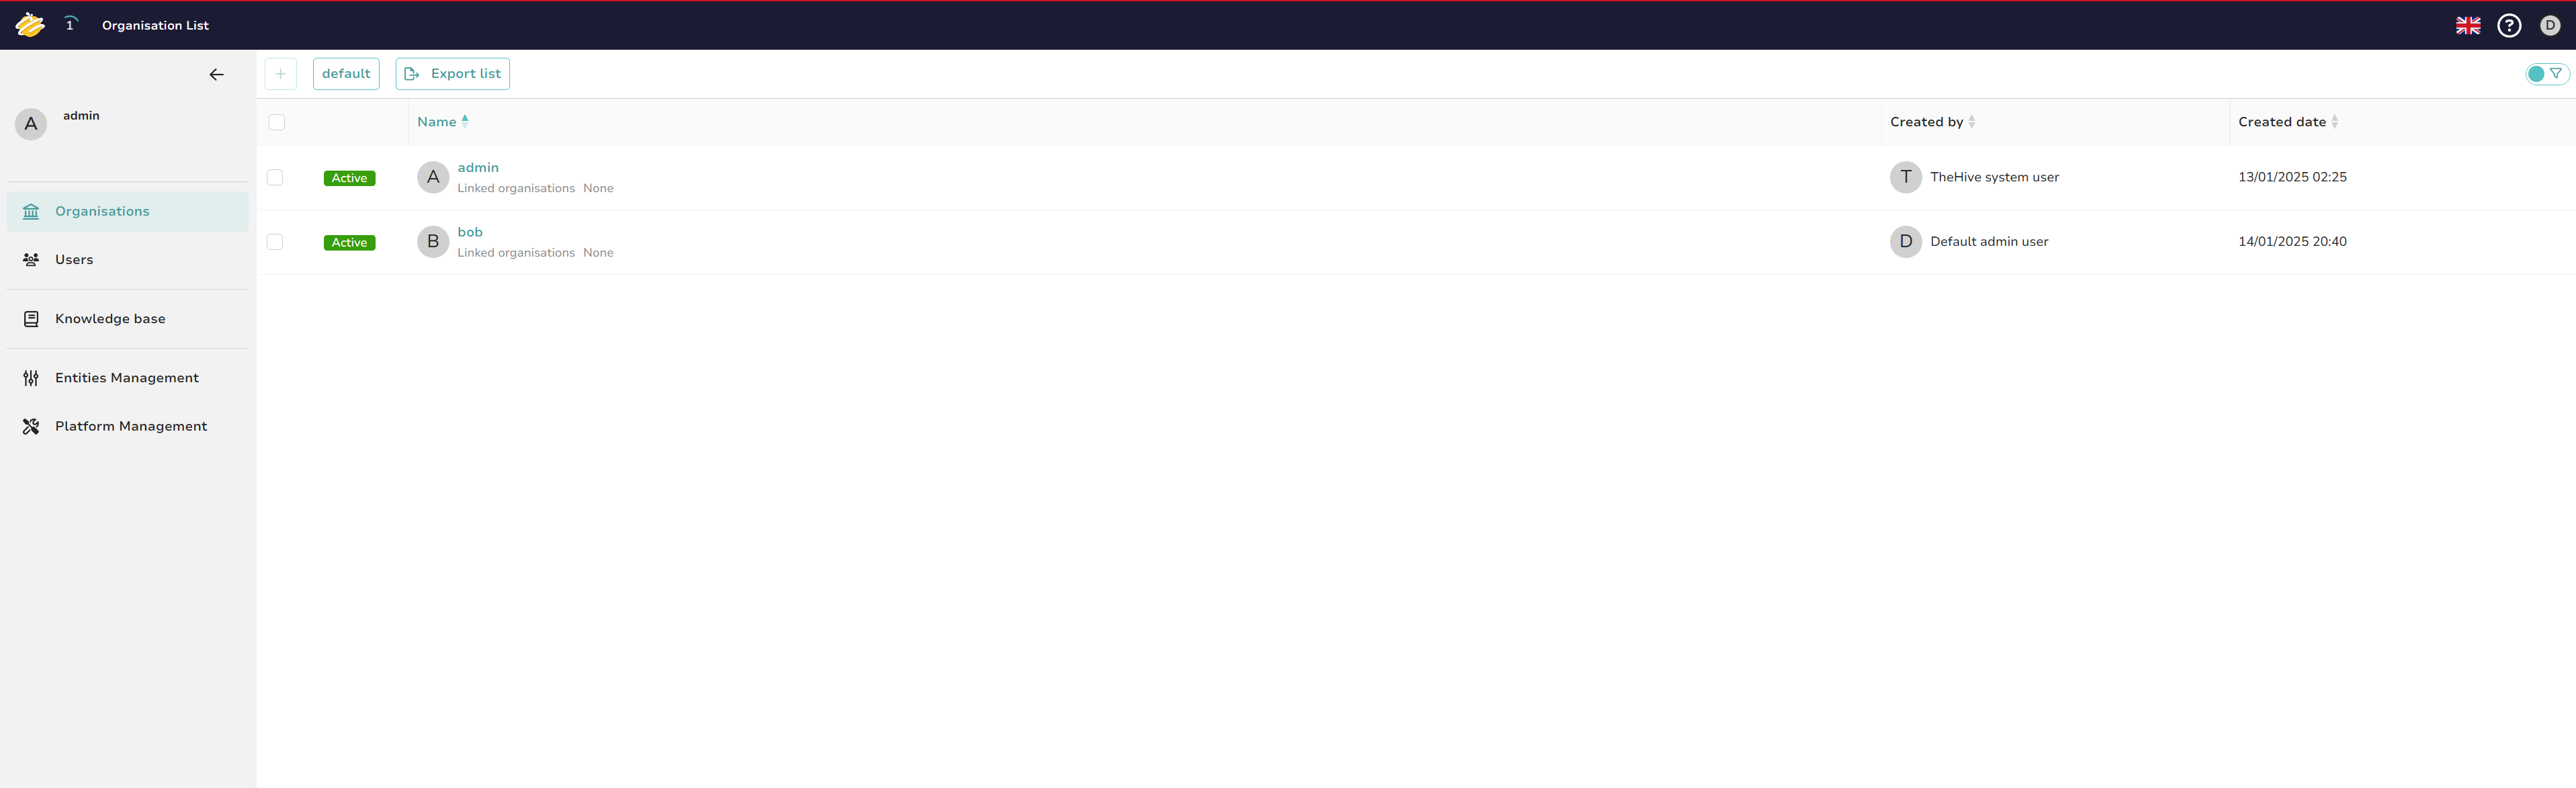 1 Organisation List
? D
default Export list
A admin
Name Created by Created date
Active A admin T TheHive system user 13/01/2025 02:25
Linked organisations None
Organisations
Active B bob D Default admin user 14/01/2025 20:40
Linked organisations None
Users
Knowledge base
Entities Management
Platform Management